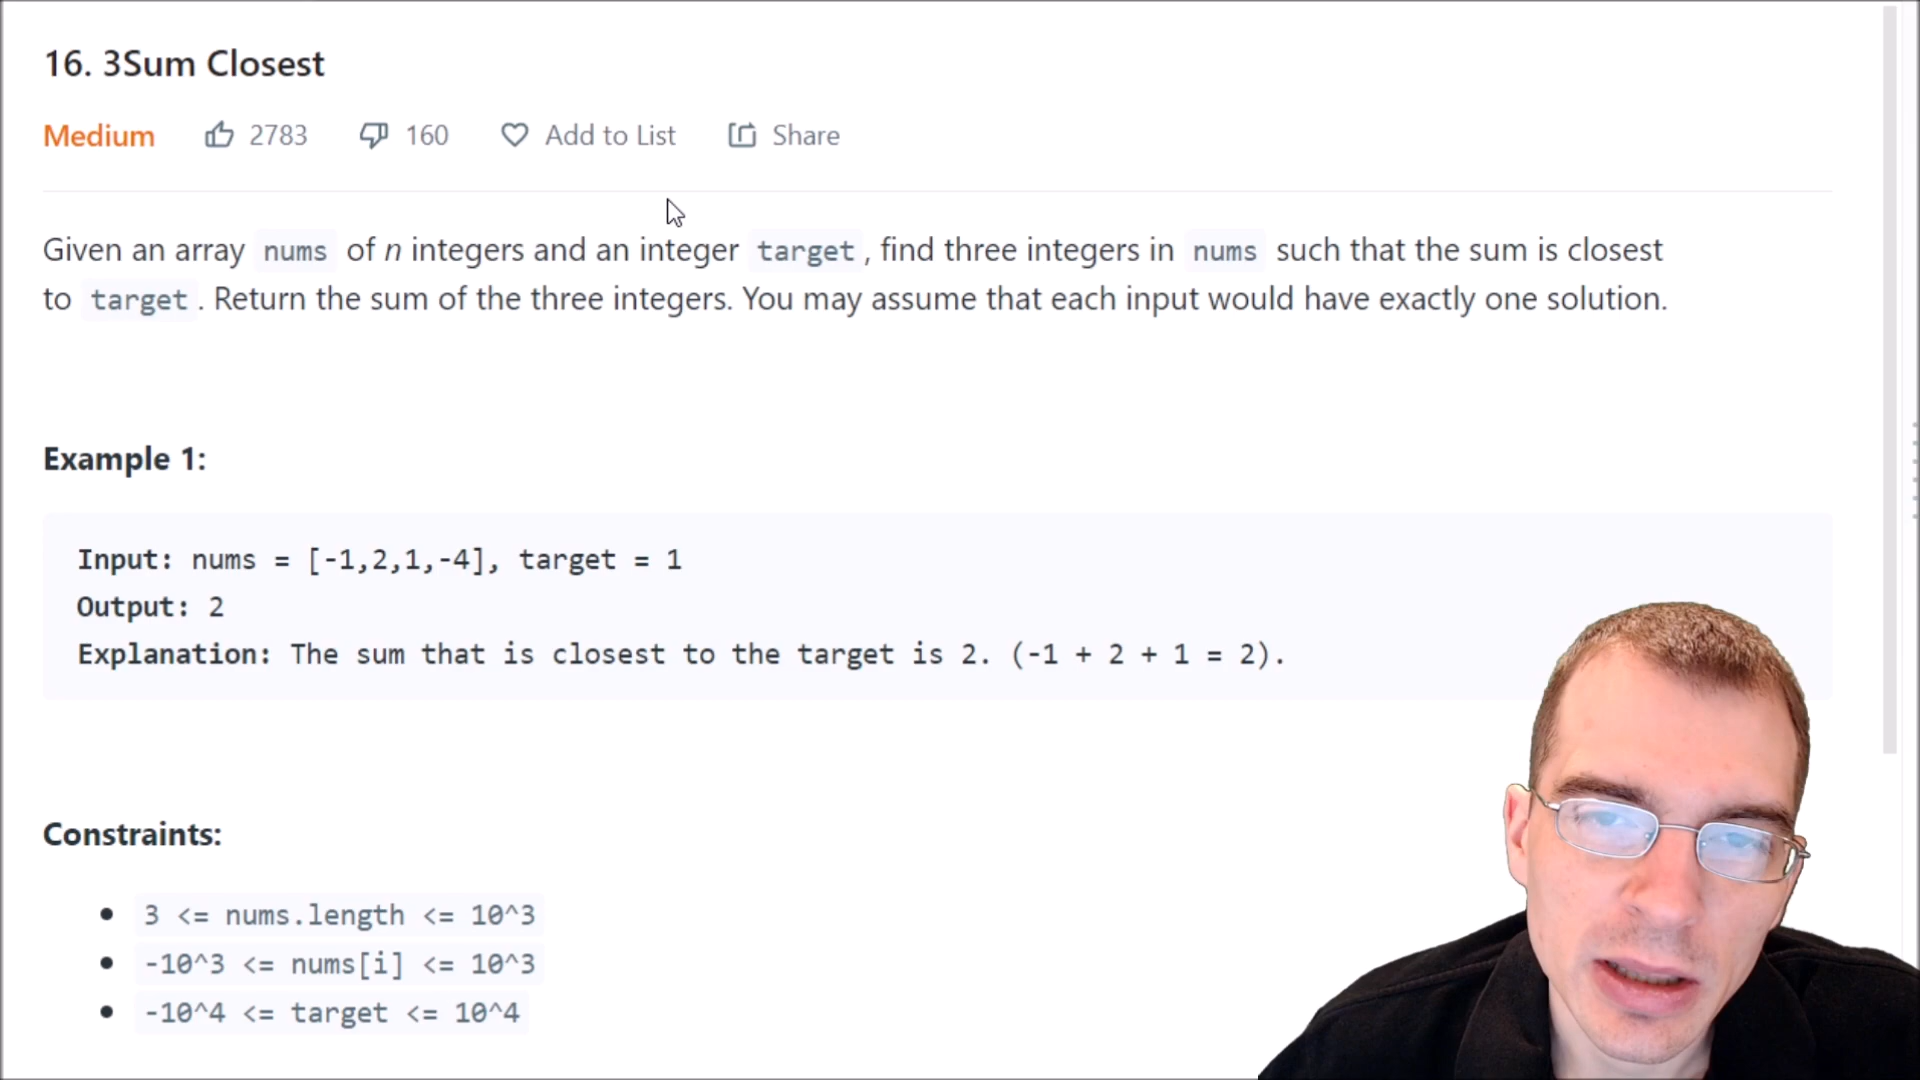 16. 3Sum Closest
Medium 2783 160 Add to List Share
Given an array nums of n integers and an integer target, find three integers in nums such that the sum is closest
to target. Return the sum of the three integers. You may assume that each input would have exactly one solution.
Example 1:
Input: nums = [-1,2,1,-4], target = 1
Output: 2
Explanation: The sum that is closest to the target is 2. (-1 + 2 + 1 = 2).
Constraints:
3 <= nums.length <= 10^3
-10^3 <= nums[i] <= 10^3
-10^4 <= target <= 10^4